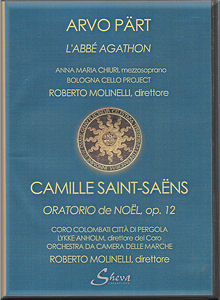 ARVO PÄRT
L'ABBÉ AGATHON
ANNA MARIA CHIURI, mezzosoprano
BOLOGNA CELLO PROJECT
ROBERTO MOLINELLI, direttore
CAMILLE SAINT-SAËNS
ORATORIO de NOËL, op. 12
CORO COLOMBATI CITTÀ DI PERGOLA
LYKKE ANHOLM, direttore del Coro
ORCHESTRA DA CAMERA DELLE MARCHE
ROBERTO MOLINELLI, direttore
Sheva